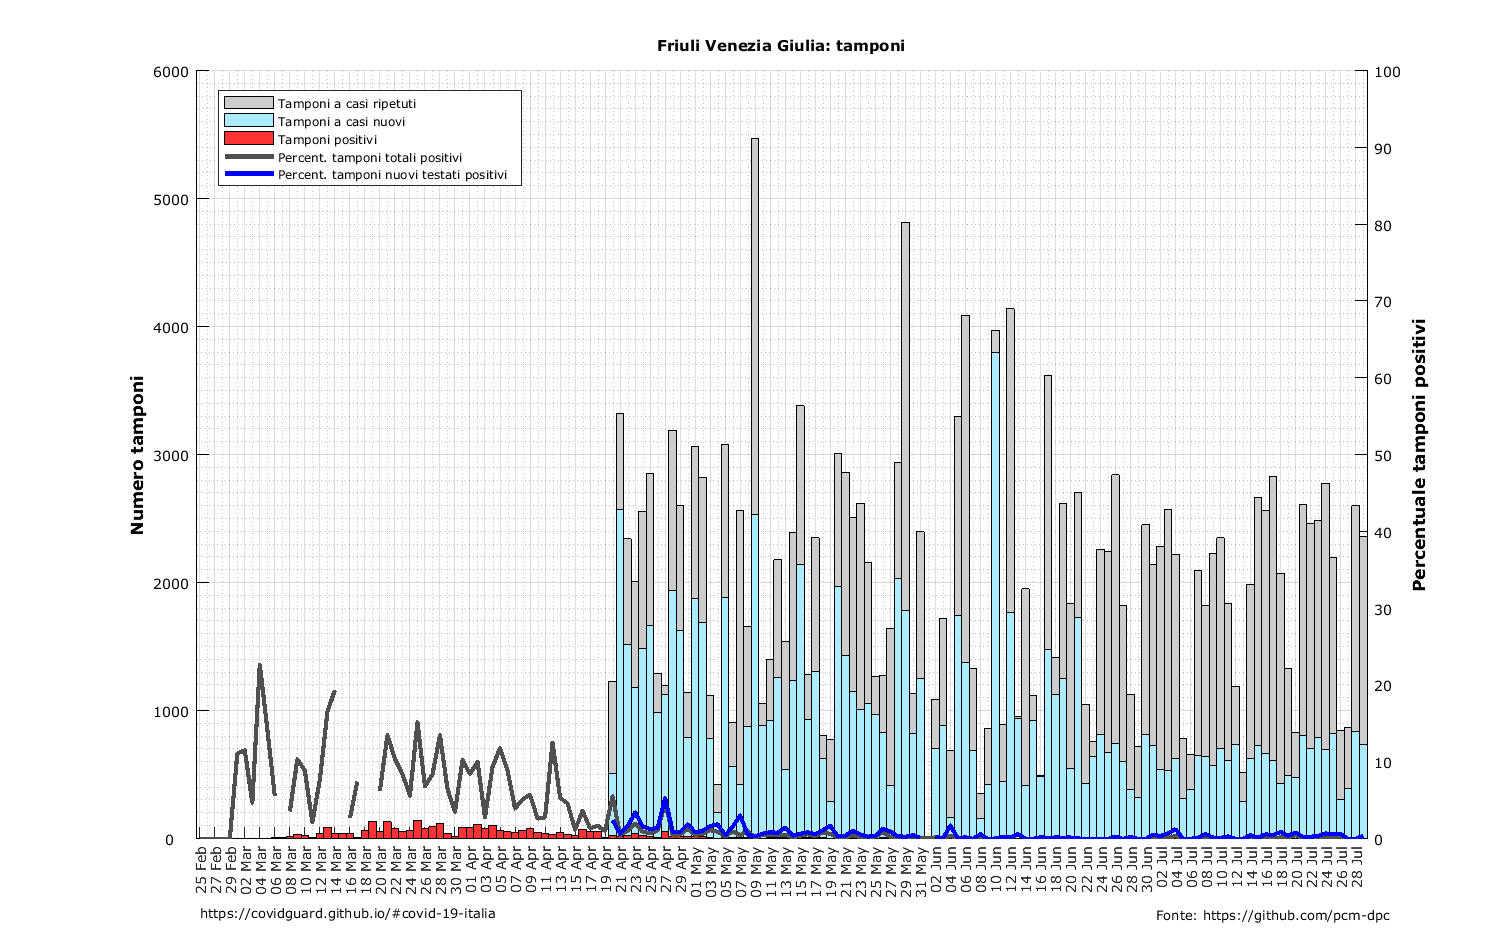 Friuli Venezia Giulia: tamponi
6000
5000
4000
3000
2000
1000
0
Numero tamponi
Tamponi a casi ripetuti
Tamponi a casi nuovi
Tamponi positivi
Percent. tamponi totali positivi
Percent. tamponi nuovi testati positivi
100
90
80
70
60
50
40
30
20
10
0
Percentuale tamponi positivi
25 Feb
27 Feb
29 Feb
02 Mar
04 Mar
06 Mar
08 Mar
10 Mar
12 Mar
14 Mar
16 Mar
18 Mar
20 Mar
22 Mar
24 Mar
26 Mar
28 Mar
30 Mar
01 Apr
03 Apr
05 Apr
07 Apr
09 Apr
11 Apr
13 Apr
15 Apr
17 Apr
19 Apr
21 Apr
23 Apr
25 Apr
27 Apr
29 Apr
01 May
03 May
05 May
07 May
09 May
11 May
13 May
15 May
17 May
19 May
21 May
23 May
25 May
27 May
29 May
31 May
02 Jun
04 Jun
06 Jun
08 Jun
10 Jun
12 Jun
14 Jun
16 Jun
18 Jun
20 Jun
22 Jun
24 Jun
26 Jun
28 Jun
30 Jun
02 Jul
04 Jul
06 Jul
08 Jul
10 Jul
12 Jul
14 Jul
16 Jul
18 Jul
20 Jul
22 Jul
24 Jul
26 Jul
28 Jul
https://covidguard.github.io/#covid-19-italia
Fonte: https://github.com/pcm-dpc